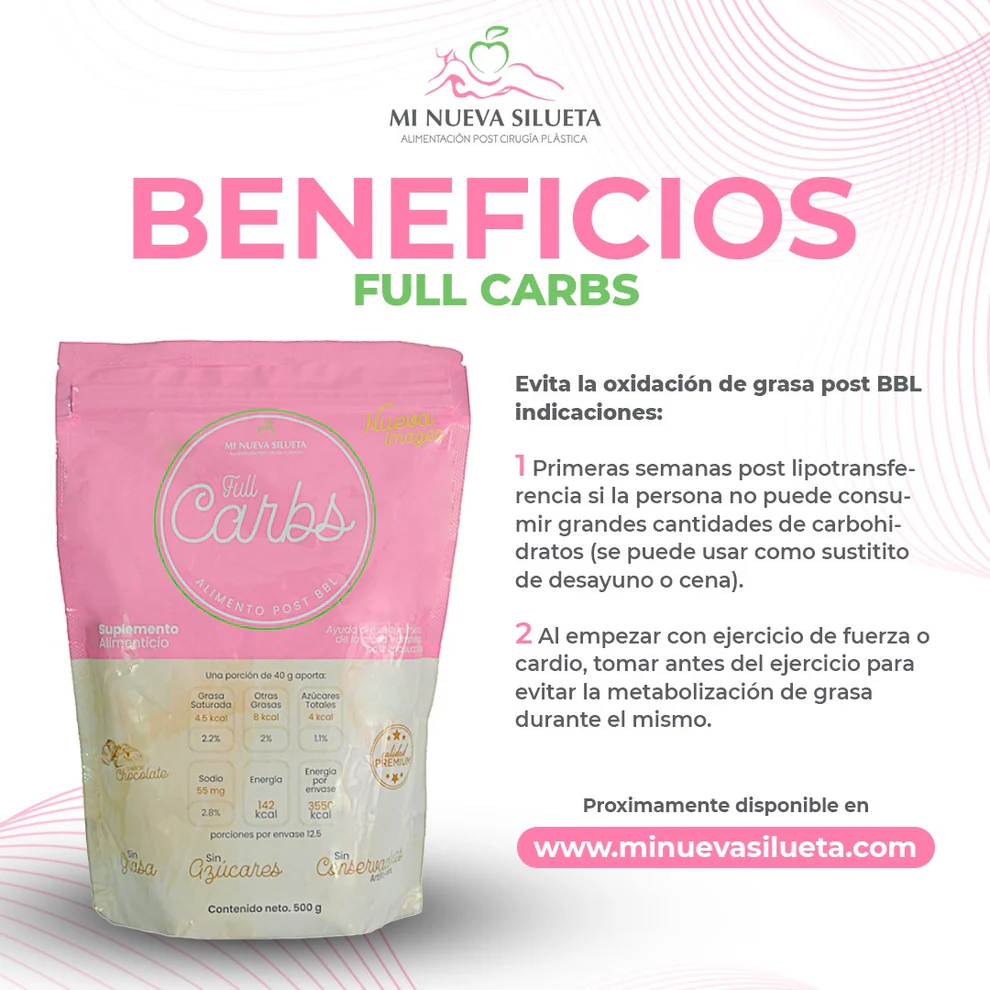 MI NUEVA SILUETA
ALIMENTACIÓN POST CIRUGÍA PLÁSTICA
BENEFICIOS
FULL CARBS
Evita la oxidación de grasa post BBL
indicaciones:
1 Primeras semanas post lipotransfe-
rencia si la persona no puede consu-
mir grandes cantidades de carbohi-
dratos (se puede usar como sustitito
de desayuno o cena).
2 Al empezar con ejercicio de fuerza o
cardio, tomar antes del ejercicio para
evitar la metabolización de grasa
durante el mismo.
Proximamente disponible en
www.minuevasilueta.com
Nueva
imagen
MI NUEVA SILUETA
Full
Carbs
ALIMENTO POST BBL
Suplemento
Alimenticio
Una porción de 40 g aporta:
Grasa Saturada
4.5 kcal
2.2%
Otras Grasas
8 kcal
2%
Azúcares Totales
4 kcal
1.1%
Sodio
55 mg
2.8%
Energía
142 kcal
Energía por envase
3550 kcal
porciones por envase 12.5
SABOR
Chocolate
calidad
PREMIUM
Sin
grasa
Sin
azúcares
Sin
Conservadores
Contenido neto. 500 g